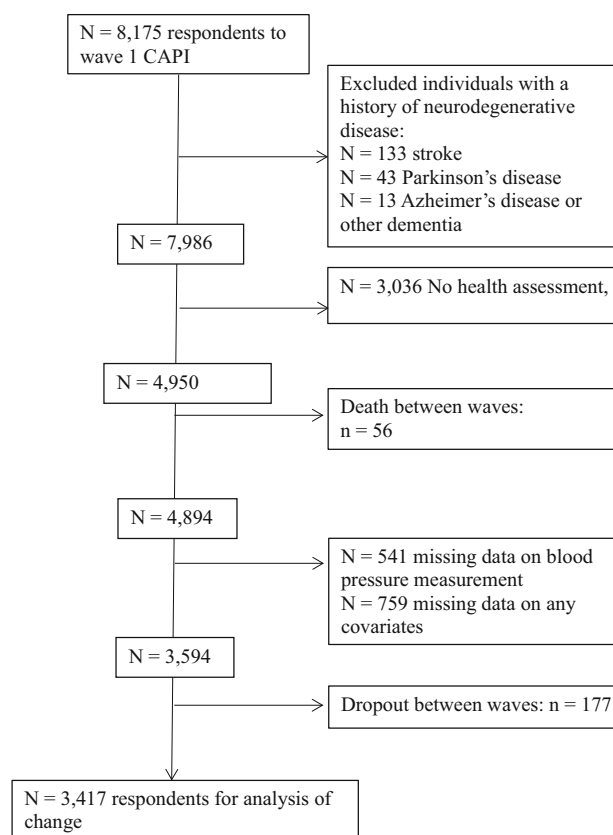 N = 8,175 respondents to
wave 1 CAPI
Excluded individuals with a
history of neurodegenerative
disease:
N = 133 stroke
N = 43 Parkinson's disease
N = 13 Azheimer's disease or
other dementia
N = 7,986
N = 3,036 No health assessment,
N = 4,950
Death between waves:
n = 56
N = 4,894
N = 541 missing data on blood
pressure measurement
N = 759 missing data on any
covariates
N = 3,594
Dropout between waves: n = 177
N = 3,417 respondents for analysis of
change